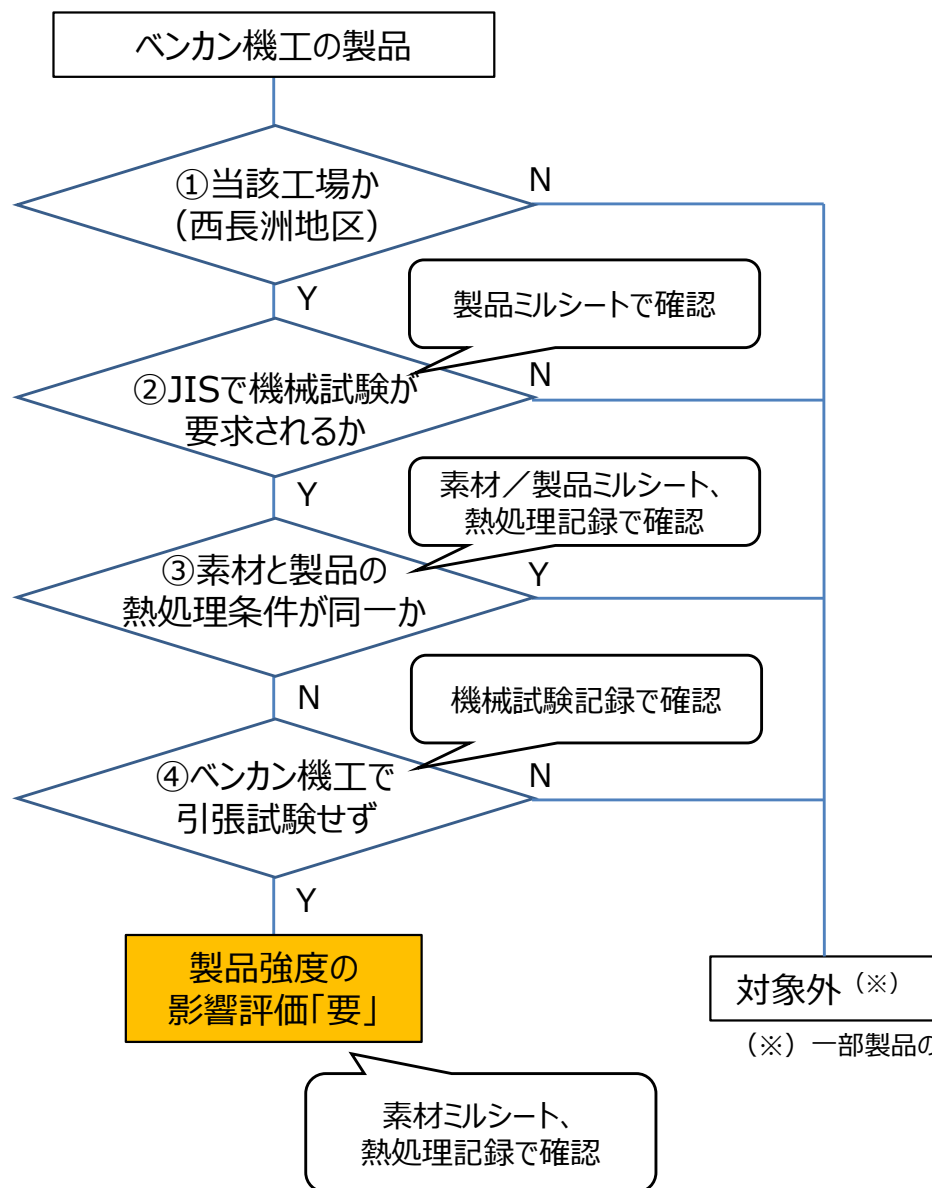 ベンカン機工の製品
①当該工場か
（西長洲地区）
N
Y
製品ミルシートで確認
②JISで機械試験が
要求されるか
N
Y
素材／製品ミルシート、
熱処理記録で確認
③素材と製品の
熱処理条件が同一か
Y
N
機械試験記録で確認
④ベンカン機工で
引張試験せず
N
Y
製品強度の
影響評価「要」
対象外（※）
（※）一部製品の
素材ミルシート、
熱処理記録で確認